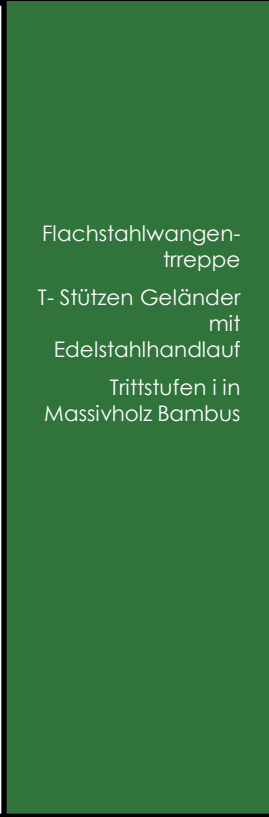 Flachstahlwangen-
trreppe
T- Stützen Geländer
mit
Edelstahlhandlauf
Trittstufen i in
Massivholz Bambus